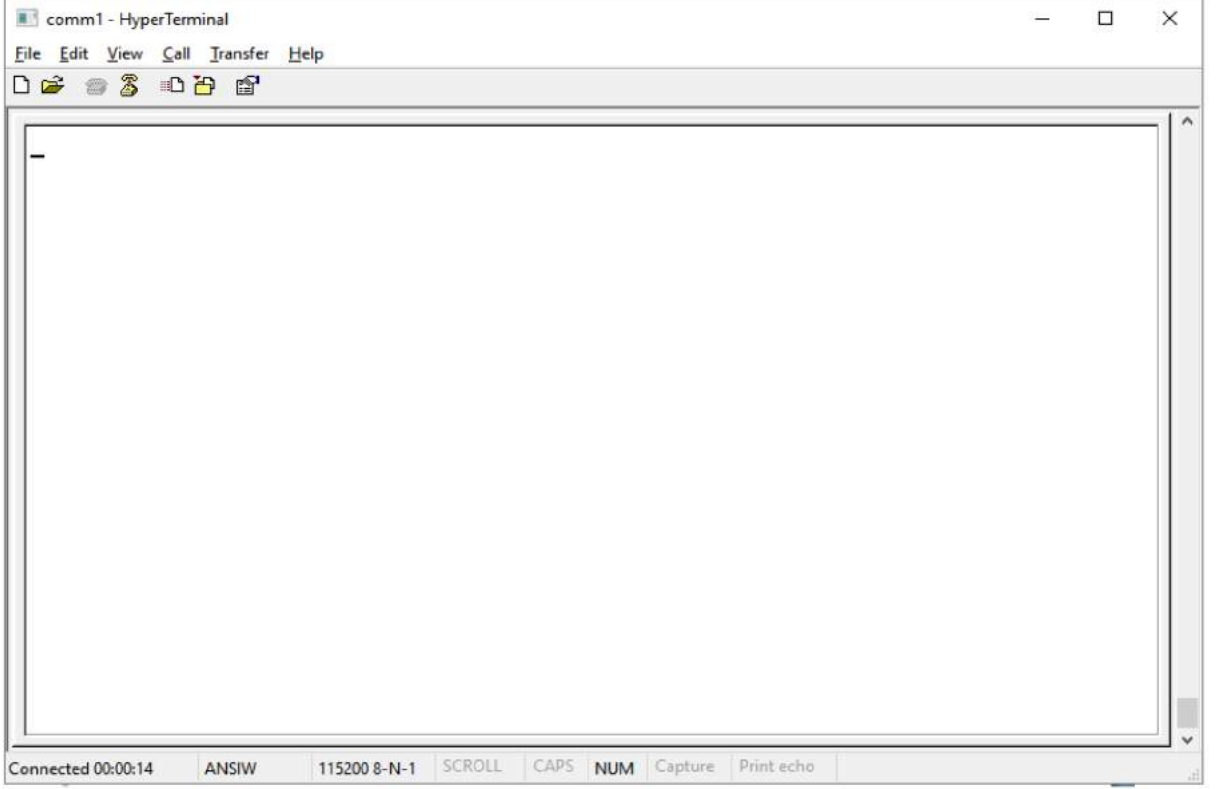 comm1 - HyperTerminal
File Edit View Call Transfer Help
Connected 00:00:14 ANSIW 115200 8-N-1 SCROLL CAPS NUM Capture Print echo